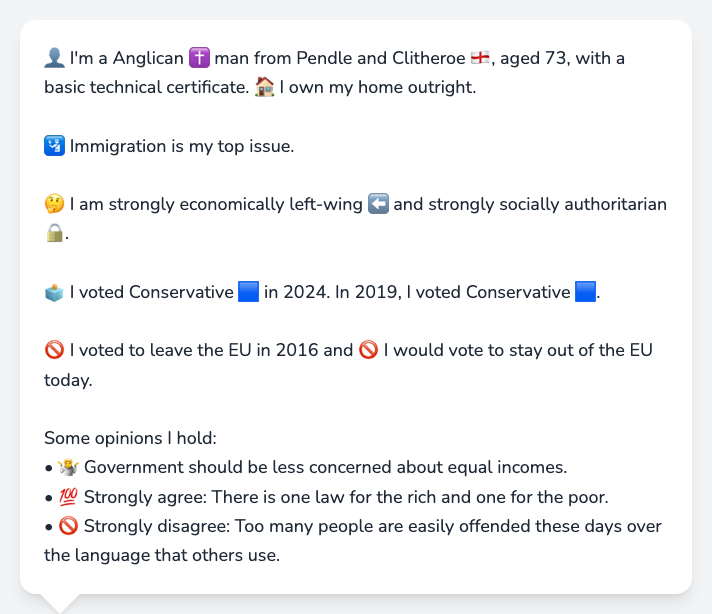 👤 I'm a Anglican ✝️ man from Pendle and Clitheroe 🏴󠁧󠁢󠁥󠁮󠁧󠁿, aged 73, with a
basic technical certificate. 🏠 I own my home outright.
🛂 Immigration is my top issue.
🤔 I am strongly economically left-wing ⬅️ and strongly socially authoritarian
🔒.
🗳️ I voted Conservative 🟦 in 2024. In 2019, I voted Conservative 🟦.
🚫 I voted to leave the EU in 2016 and 🚫 I would vote to stay out of the EU
today.
Some opinions I hold:
• 🤷 Government should be less concerned about equal incomes.
• 💯 Strongly agree: There is one law for the rich and one for the poor.
• 🚫 Strongly disagree: Too many people are easily offended these days over
the language that others use.